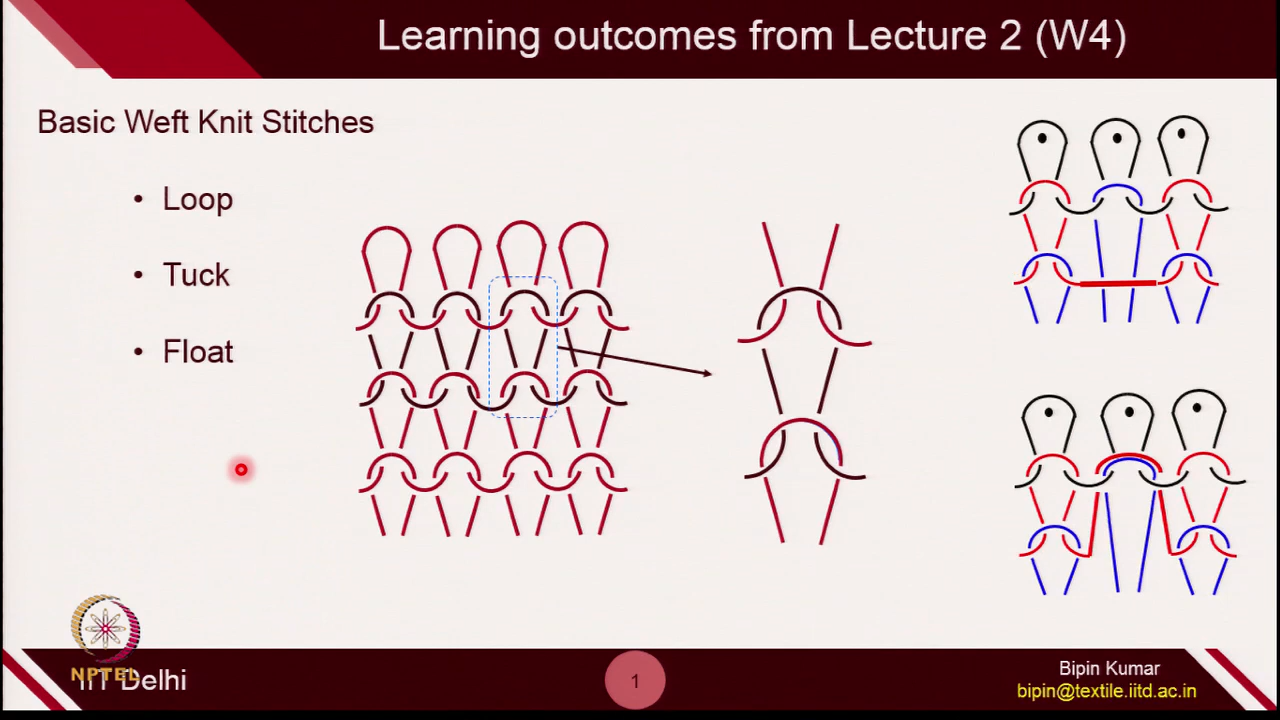 Learning outcomes from Lecture 2 (W4)
Basic Weft Knit Stitches
• Loop
• Tuck
• Float
NPTEL
IIT Delhi
1
Bipin Kumar
bipin@textile.iitd.ac.in